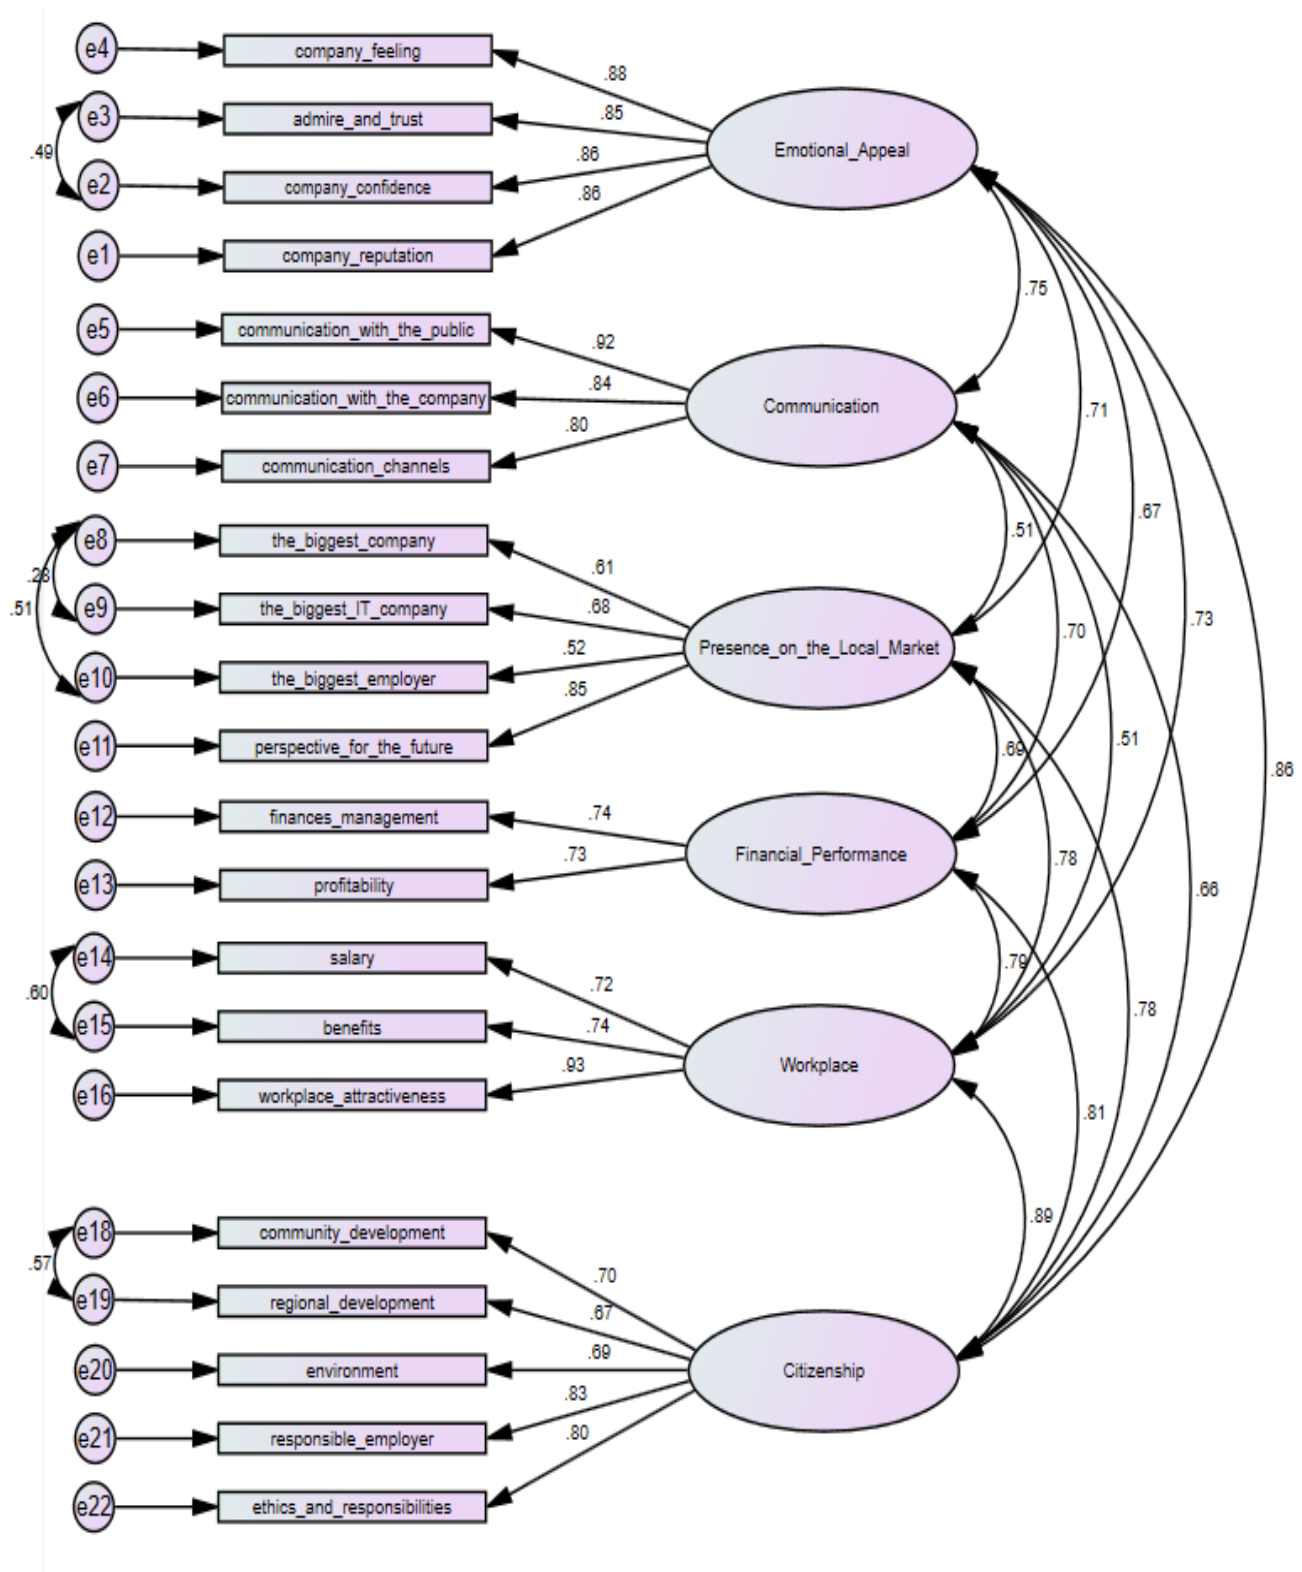 e4
company_feeling
.88
e3
admire_and_trust
.85
Emotional_Appeal
.49
e2
company_confidence
.86
e1
company_reputation
.86
.75
e5
communication_with_the_public
.92
e6
communication_with_the_company
.84
Communication
.71
e7
communication_channels
.80
.51
.67
e8
the_biggest_company
.61
.23
.51
e9
the_biggest_IT_company
.68
.70
.73
e10
the_biggest_employer
.52
Presence_on_the_Local_Market
e11
perspective_for_the_future
.85
.69
.51
.86
e12
finances_management
.74
Financial_Performance
.78
e13
profitability
.73
.66
e14
salary
.72
.79
.60
e15
benefits
.74
.78
e16
workplace_attractiveness
.93
Workplace
.81
e18
community_development
.70
.89
.57
e19
regional_development
.67
e20
environment
.69
Citizenship
e21
responsible_employer
.83
e22
ethics_and_responsibilities
.80